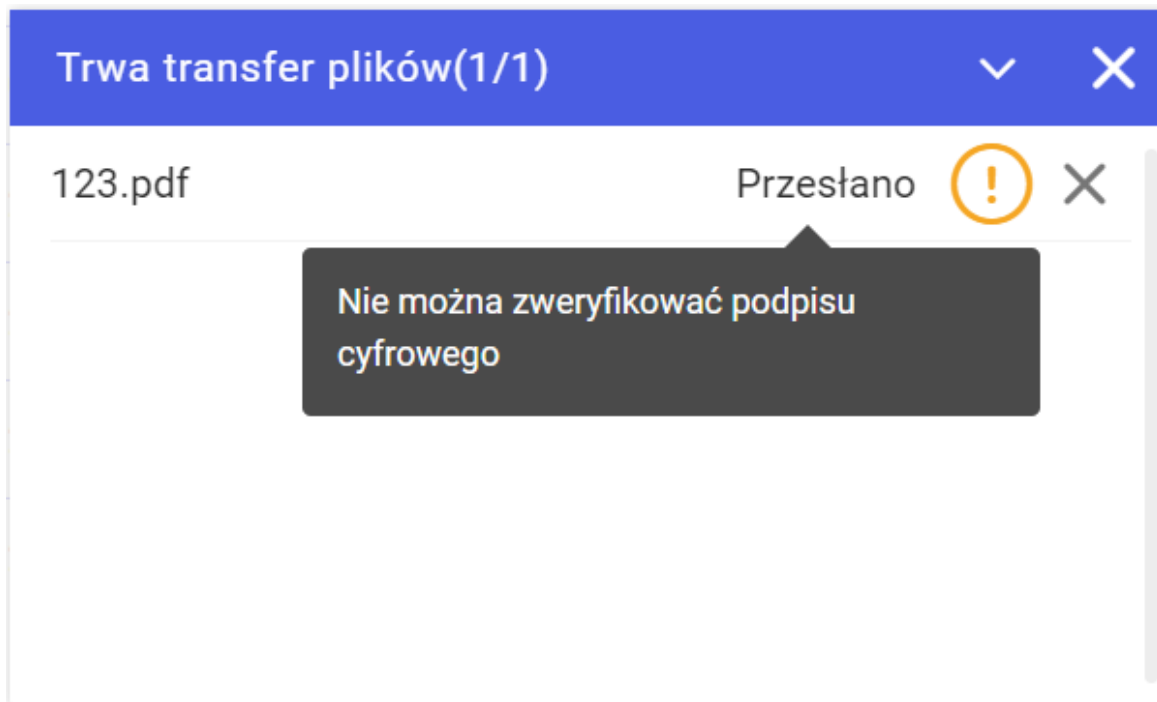 Trwa transfer plików(1/1)
123.pdf Przesłano
Nie można zweryfikować podpisu
cyfrowego